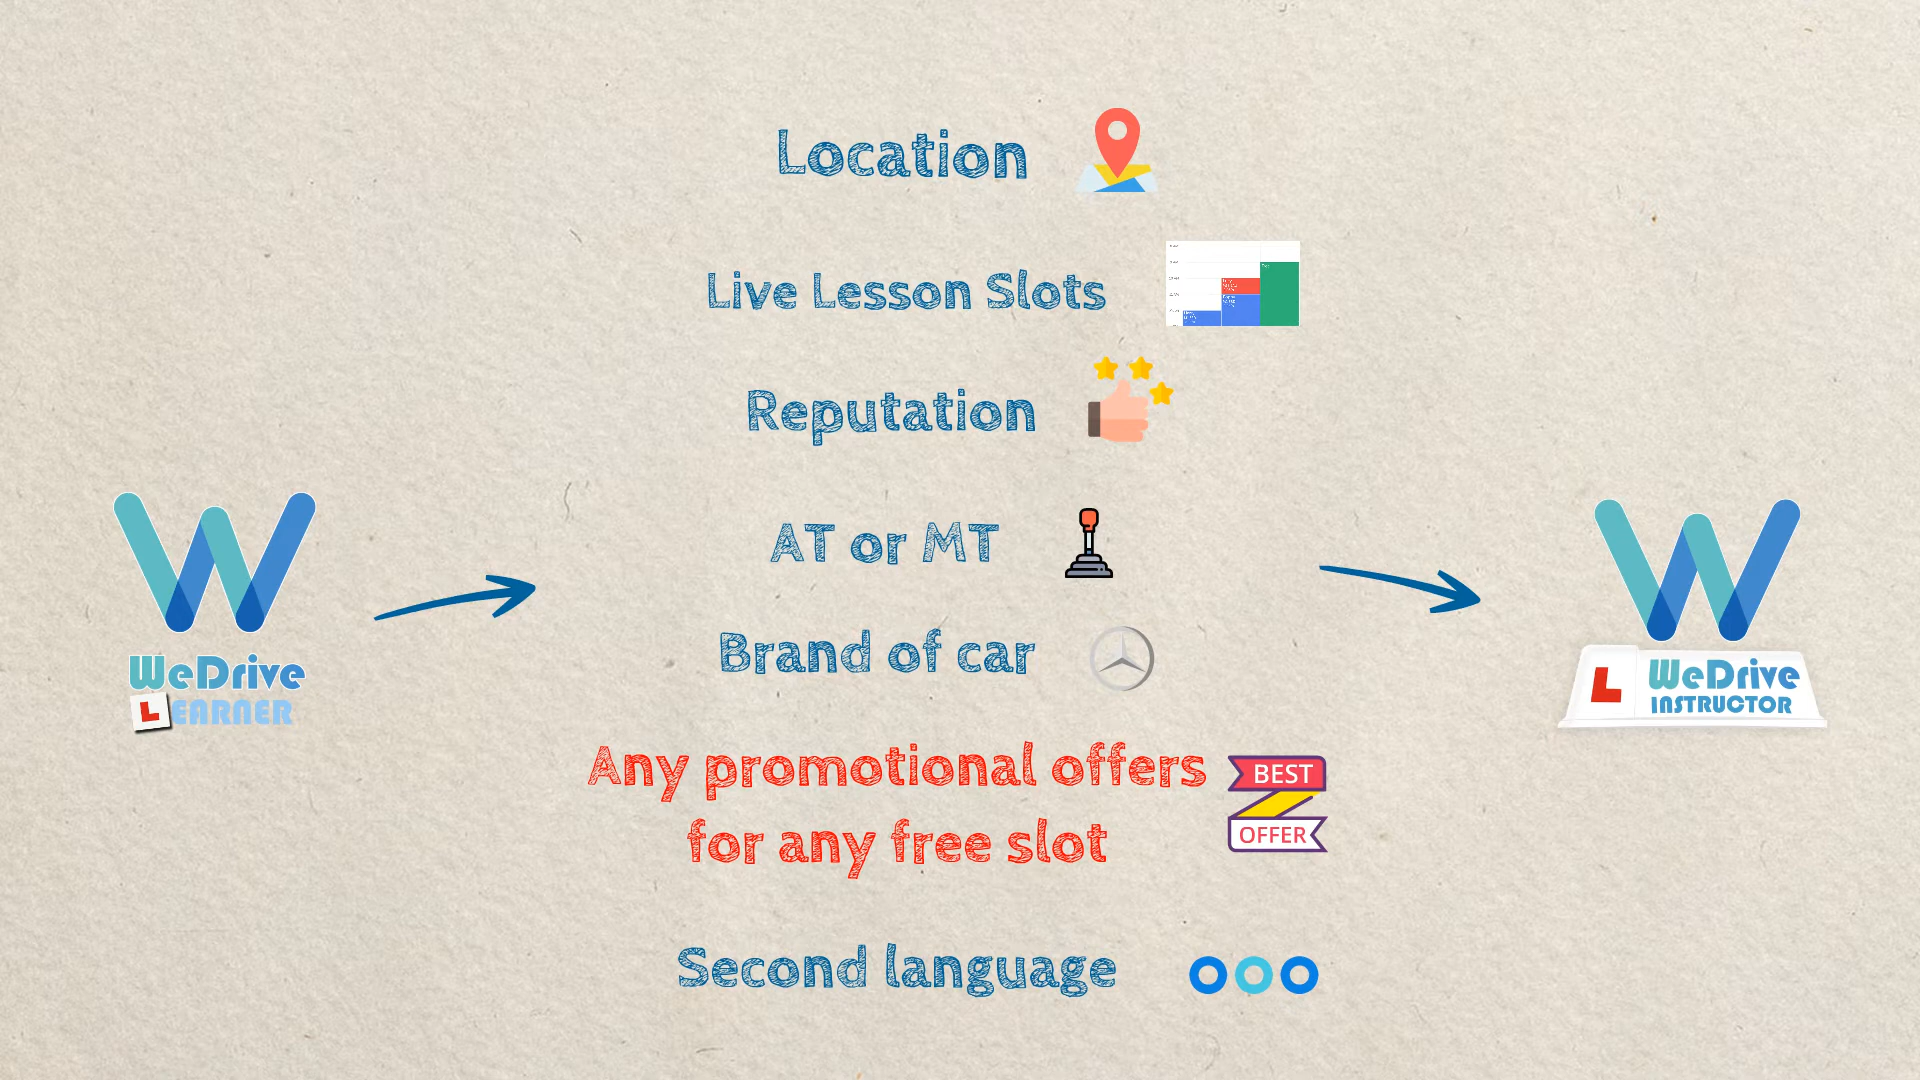 Location
Live Lesson Slots
Reputation
AT or MT
Brand of car
Any promotional offers
for any free slot
BEST
OFFER
Second language
WeDrive
LEARNER
L WeDrive
INSTRUCTOR